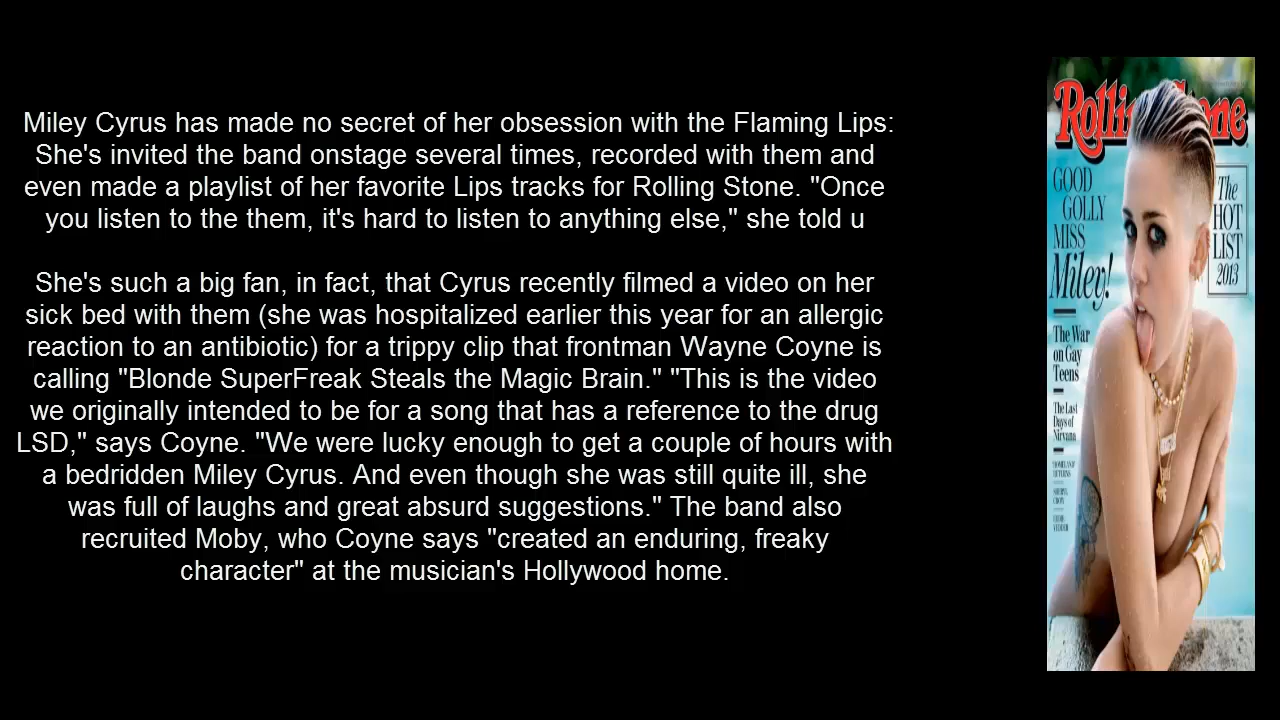 Miley Cyrus has made no secret of her obsession with the Flaming Lips:
She's invited the band onstage several times, recorded with them and
even made a playlist of her favorite Lips tracks for Rolling Stone. "Once
you listen to the them, it's hard to listen to anything else," she told u
She's such a big fan, in fact, that Cyrus recently filmed a video on her
sick bed with them (she was hospitalized earlier this year for an allergic
reaction to an antibiotic) for a trippy clip that frontman Wayne Coyne is
calling "Blonde SuperFreak Steals the Magic Brain." "This is the video
we originally intended to be for a song that has a reference to the drug
LSD," says Coyne. "We were lucky enough to get a couple of hours with
a bedridden Miley Cyrus. And even though she was still quite ill, she
was full of laughs and great absurd suggestions." The band also
recruited Moby, who Coyne says "created an enduring, freaky
character" at the musician's Hollywood home.
Rolling Stone
GOOD
GOLLY
MISS
Miley!
The War
on Gay
Teens
The Last
Days of
Nirvana
The
HOT
LIST
2013